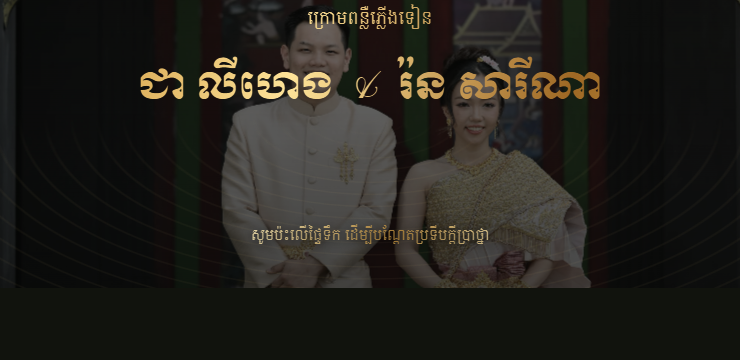 ក្រោមពន្លឺភ្លើងទៀន
ជា លីហេង & រ៉ន សារីណា
សូមប៉ះលើផ្ទៃទឹក ដើម្បីបណ្តែតប្រទីបក្តីប្រាថ្នា